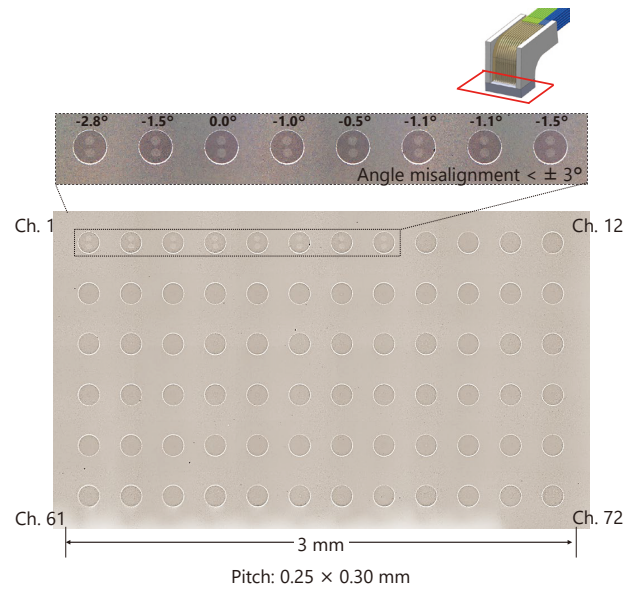 -2.8° -1.5° 0.0° -1.0° -0.5° -1.1° -1.1° -1.5°
Angle misalignment < ± 3°
Ch. 1 Ch. 12
Ch. 61 Ch. 72
3 mm
Pitch: 0.25 × 0.30 mm